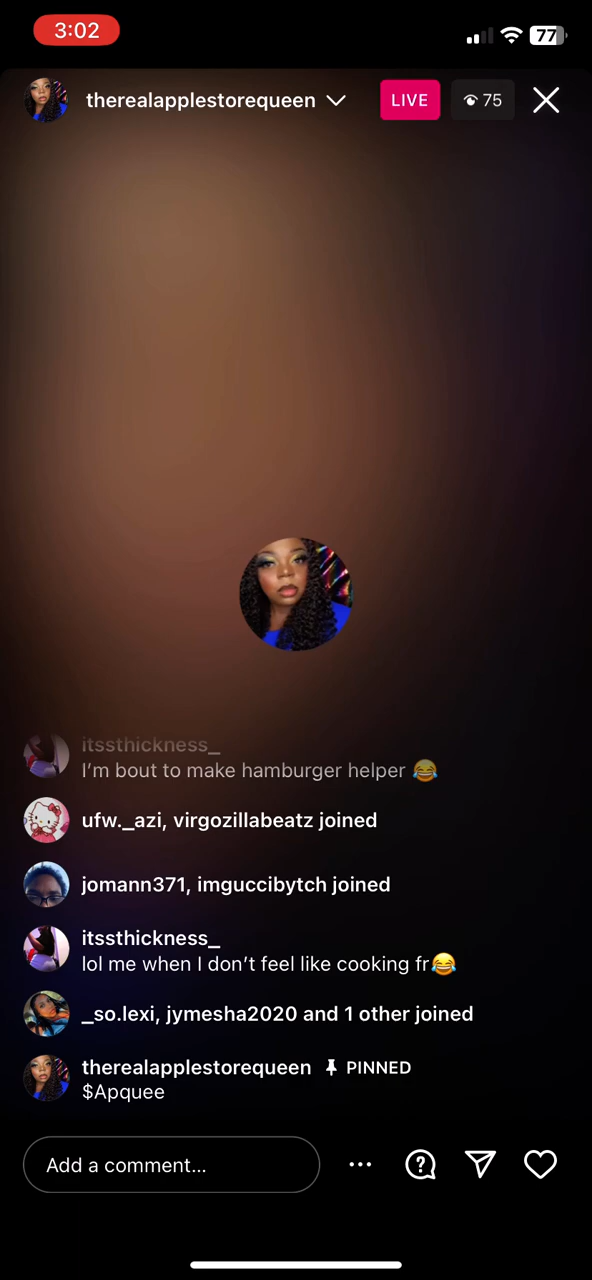 3:02
77
therealapplestorequeen
LIVE
75
itssthickness_
I’m bout to make hamburger helper 😂
ufw._azi, virgozillabeatz joined
jomann371, imguccibytch joined
itssthickness_
lol me when I don’t feel like cooking fr😂
_so.lexi, jymesha2020 and 1 other joined
therealapplestorequeen PINNED
$Apquee
Add a comment...